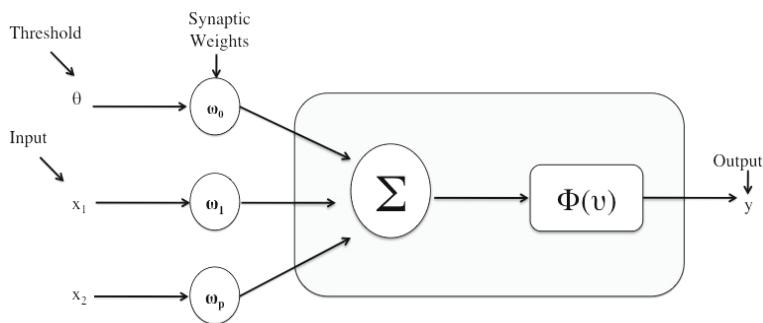 Threshold
Synaptic
Weights
θ
ω0
Input
x1
ω1
Σ
Φ(υ)
Output
y
x2
ωp